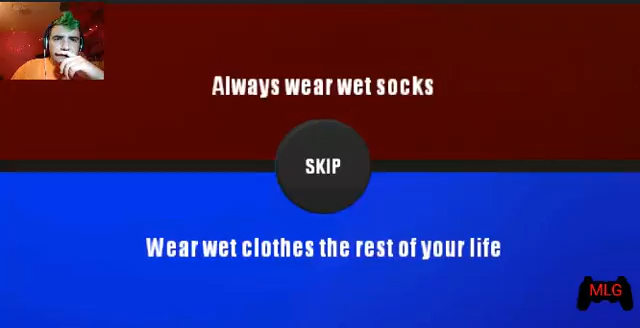 Always wear wet socks
SKIP
Wear wet clothes the rest of your life
MLG